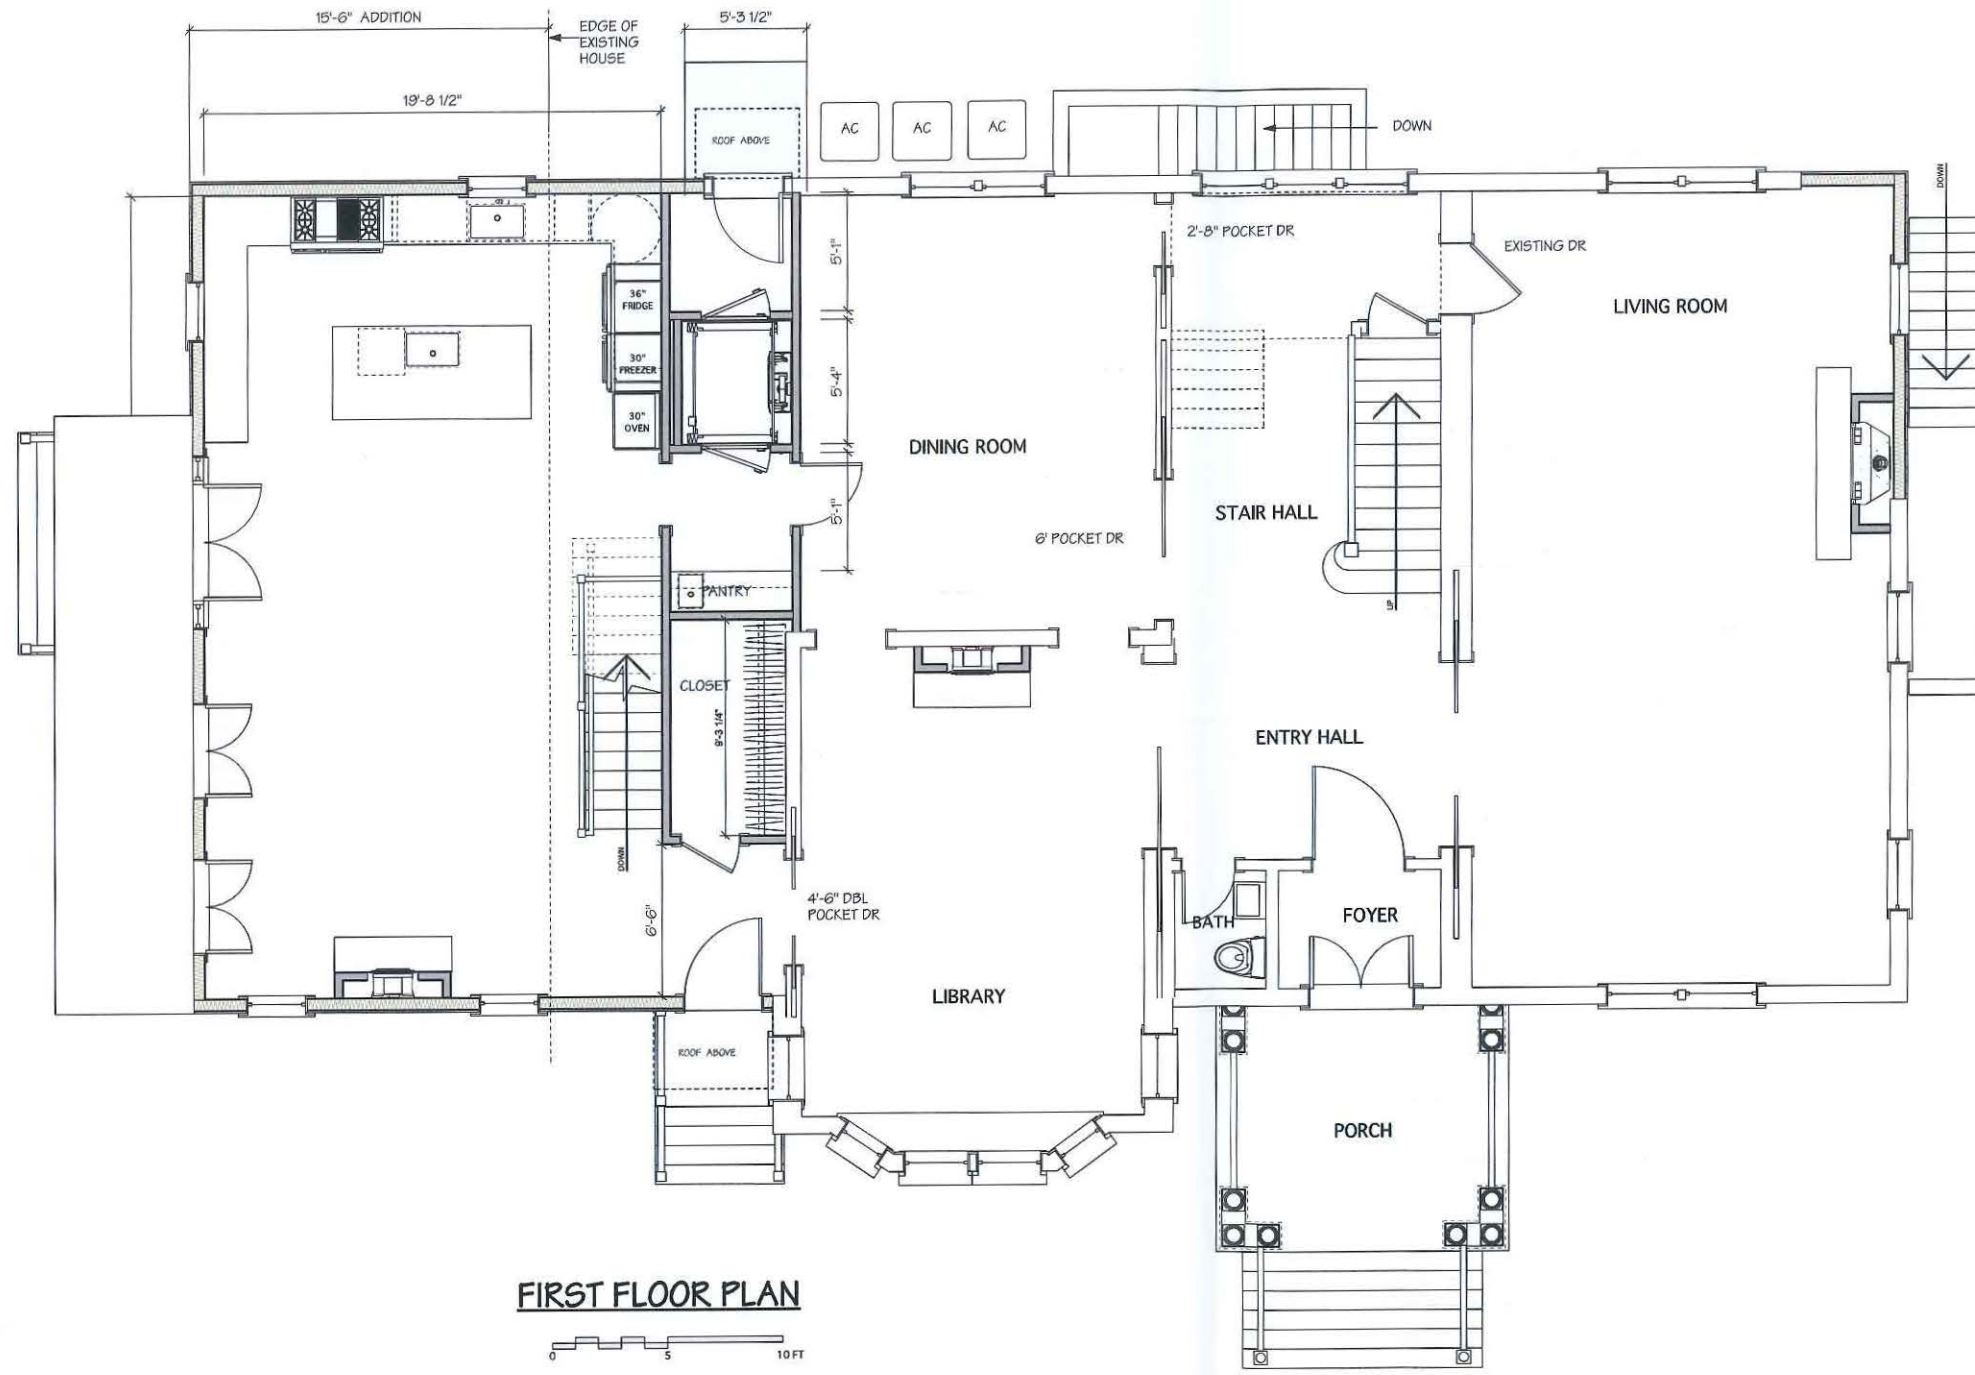 15'-6" ADDITION
EDGE OF
EXISTING
HOUSE
5'-3 1/2"
19'-8 1/2"
ROOF ABOVE
AC
AC
AC
DOWN
DOWN
2'-8" POCKET DR
EXISTING DR
5'-1"
36"
FRIDGE
LIVING ROOM
30"
FREEZER
5'-4"
30"
OVEN
DINING ROOM
5'-1"
STAIR HALL
6' POCKET DR
PANTRY
UP
CLOSET
9'-3 1/4"
ENTRY HALL
DOWN
4'-6" DBL
POCKET DR
6'-6"
BATH
FOYER
LIBRARY
ROOF ABOVE
PORCH
FIRST FLOOR PLAN
0 5 10 FT